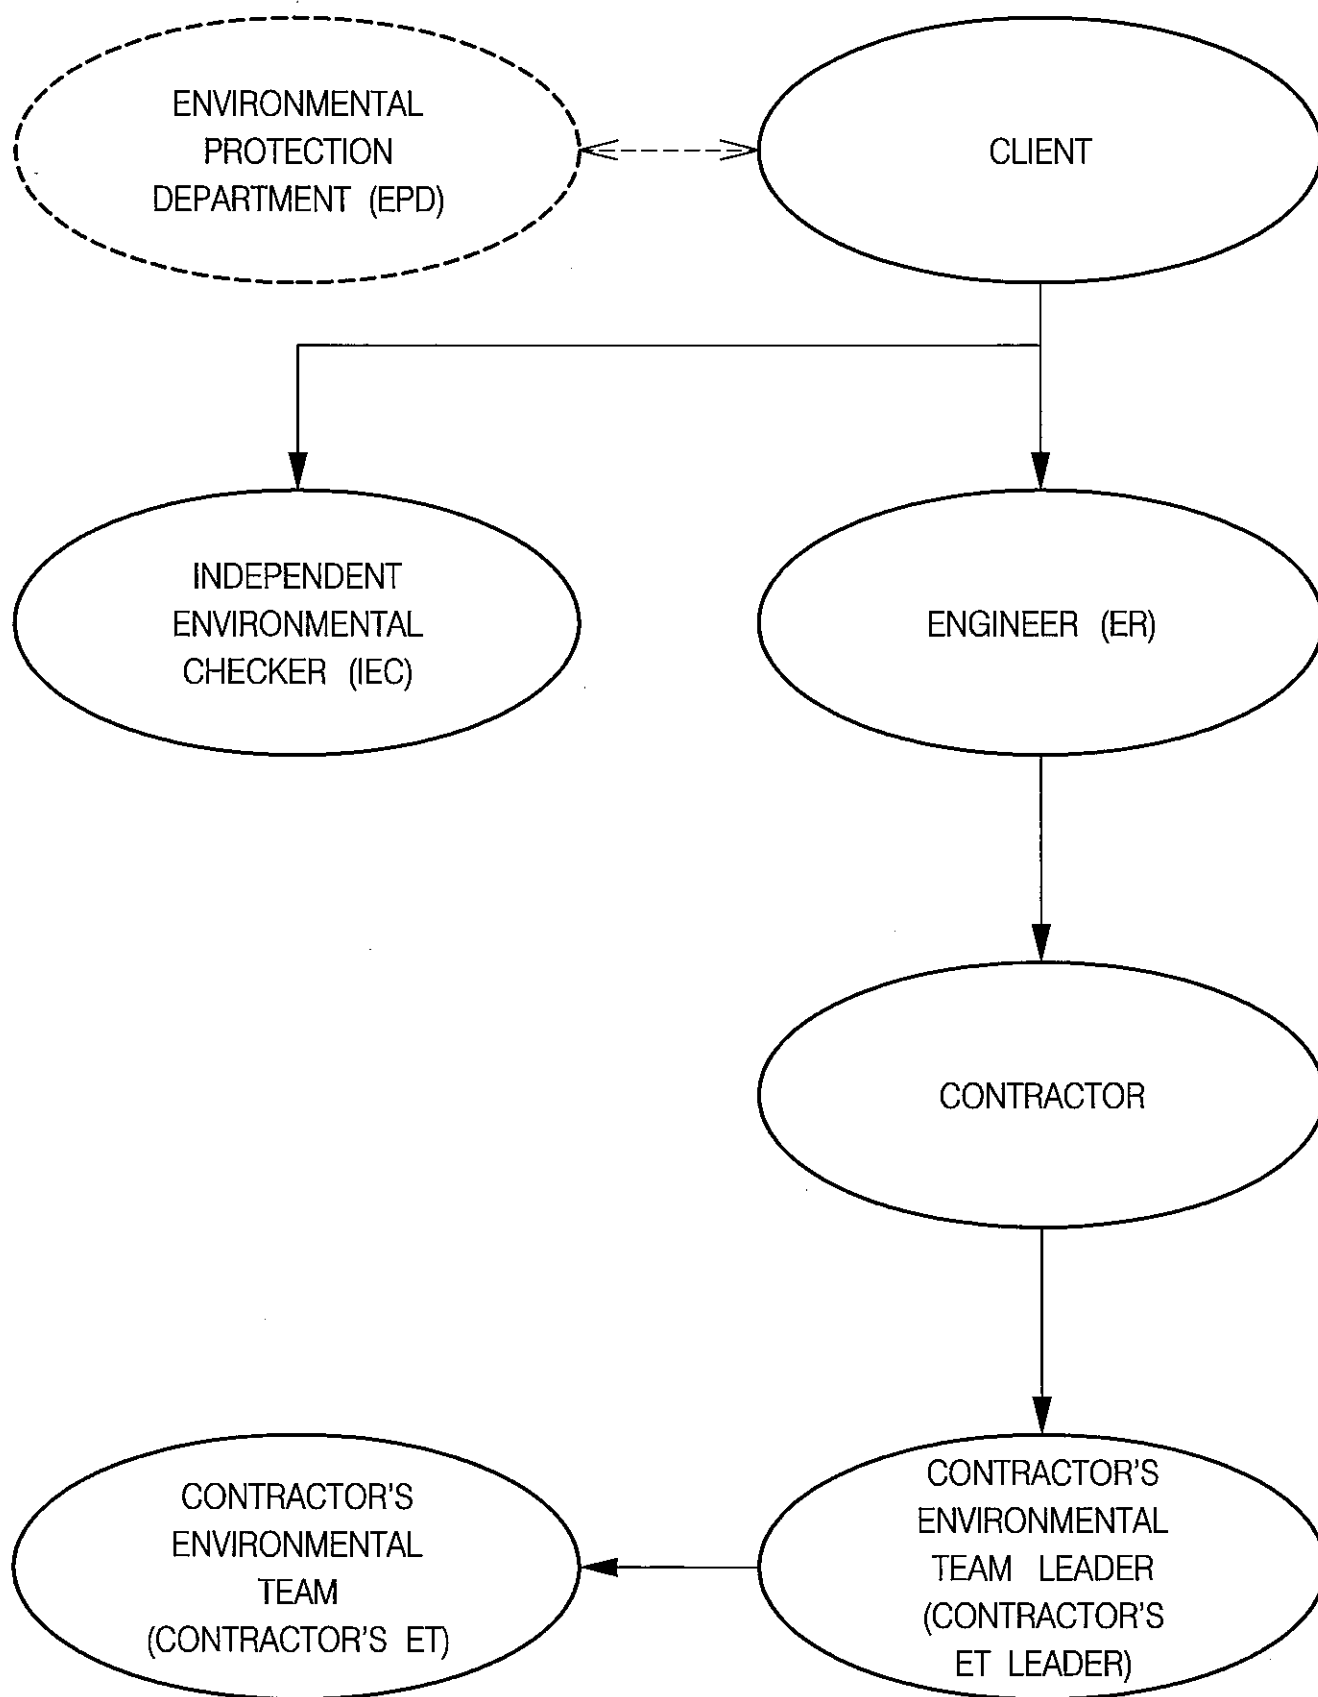 ENVIRONMENTAL
PROTECTION
DEPARTMENT (EPD)
CLIENT
INDEPENDENT
ENVIRONMENTAL
CHECKER (IEC)
ENGINEER (ER)
CONTRACTOR
CONTRACTOR'S
ENVIRONMENTAL
TEAM
(CONTRACTOR'S ET)
CONTRACTOR'S
ENVIRONMENTAL
TEAM LEADER
(CONTRACTOR'S
ET LEADER)